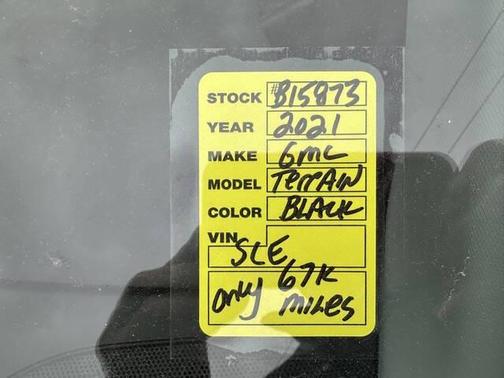 STOCK #B15873
YEAR 2021
MAKE GMC
MODEL TerrAIN
COLOR BLACK
VIN
SLE
only 67K
miles